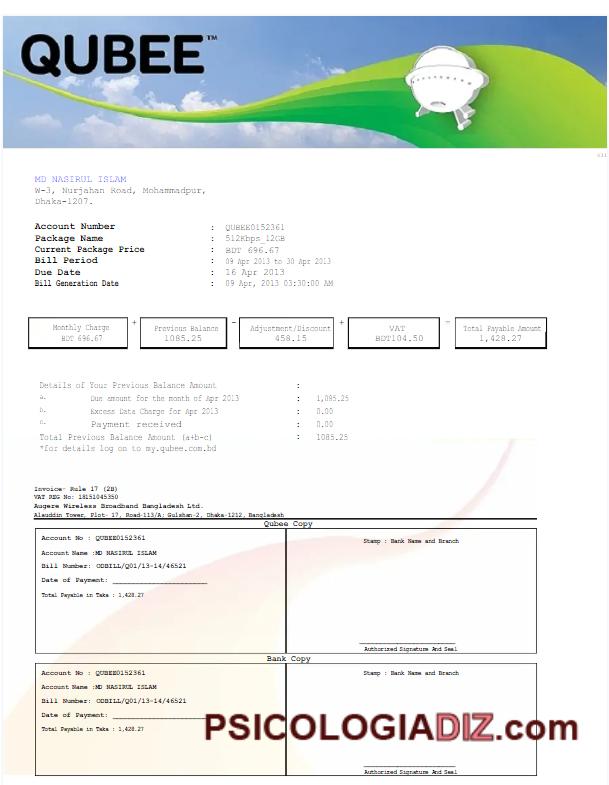 QUBEE™
MD NASIRUL ISLAM
W-3, Nurjahan Road, Mohammadpur,
Dhaka-1207.
Account Number : QUBEE0152361
Package Name : 512Kbps_12GB
Current Package Price : BDT 696.67
Bill Period : 09 Apr 2013 to 30 Apr 2013
Due Date : 16 Apr 2013
Bill Generation Date : 09 Apr, 2013 03:30:00 AM
Monthly Charge + Previous Balance - Adjustment/Discount + VAT = Total Payable Amount
BDT 696.67 1085.25 458.15 BDT104.50 1,428.27
Details of Your Previous Balance Amount :
a. Due amount for the month of Apr 2013 : 1,085.25
b. Excess Data Charge for Apr 2013 : 0.00
c. Payment received : 0.00
Total Previous Balance Amount (a+b-c) : 1085.25
*for details log on to my.qubee.com.bd
Invoice- Rule 17 (2B)
VAT REG No: 18151045350
Augere Wireless Broadband Bangladesh Ltd.
Alauddin Tower, Plot- 17, Road-113/A; Gulshan-2, Dhaka-1212, Bangladesh
Qubee Copy
Account No : QUBEE0152361
Stamp : Bank Name and Branch
Account Name :MD NASIRUL ISLAM
Bill Number: ODBILL/Q01/13-14/46521
Date of Payment: ________________________
Total Payable in Taka : 1,428.27
Authorized Signature And Seal
Bank Copy
Account No : QUBEE0152361
Stamp : Bank Name and Branch
Account Name :MD NASIRUL ISLAM
Bill Number: ODBILL/Q01/13-14/46521
Date of Payment: ________________________
Total Payable in Taka : 1,428.27
PSICOLOGIADIZ.com
Authorized Signature And Seal